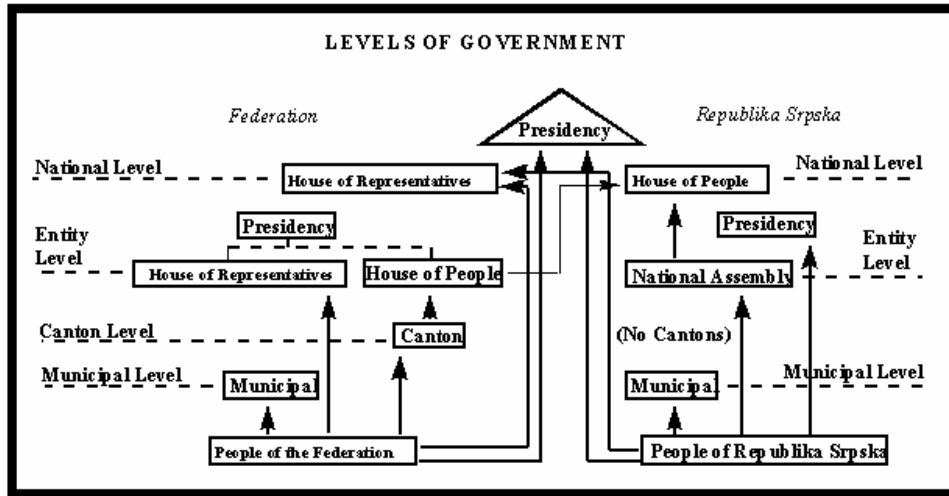 LEVELS OF GOVERNMENT
Federation
Republika Srpska
Presidency
National Level
House of Representatives
House of People
National Level
Presidency
Presidency
Entity
Level
House of Representatives
House of People
National Assembly
Entity
Level
Canton Level
Canton
(No Cantons)
Municipal Level
Municipal
Municipal
Municipal Level
People of the Federation
People of Republika Srpska